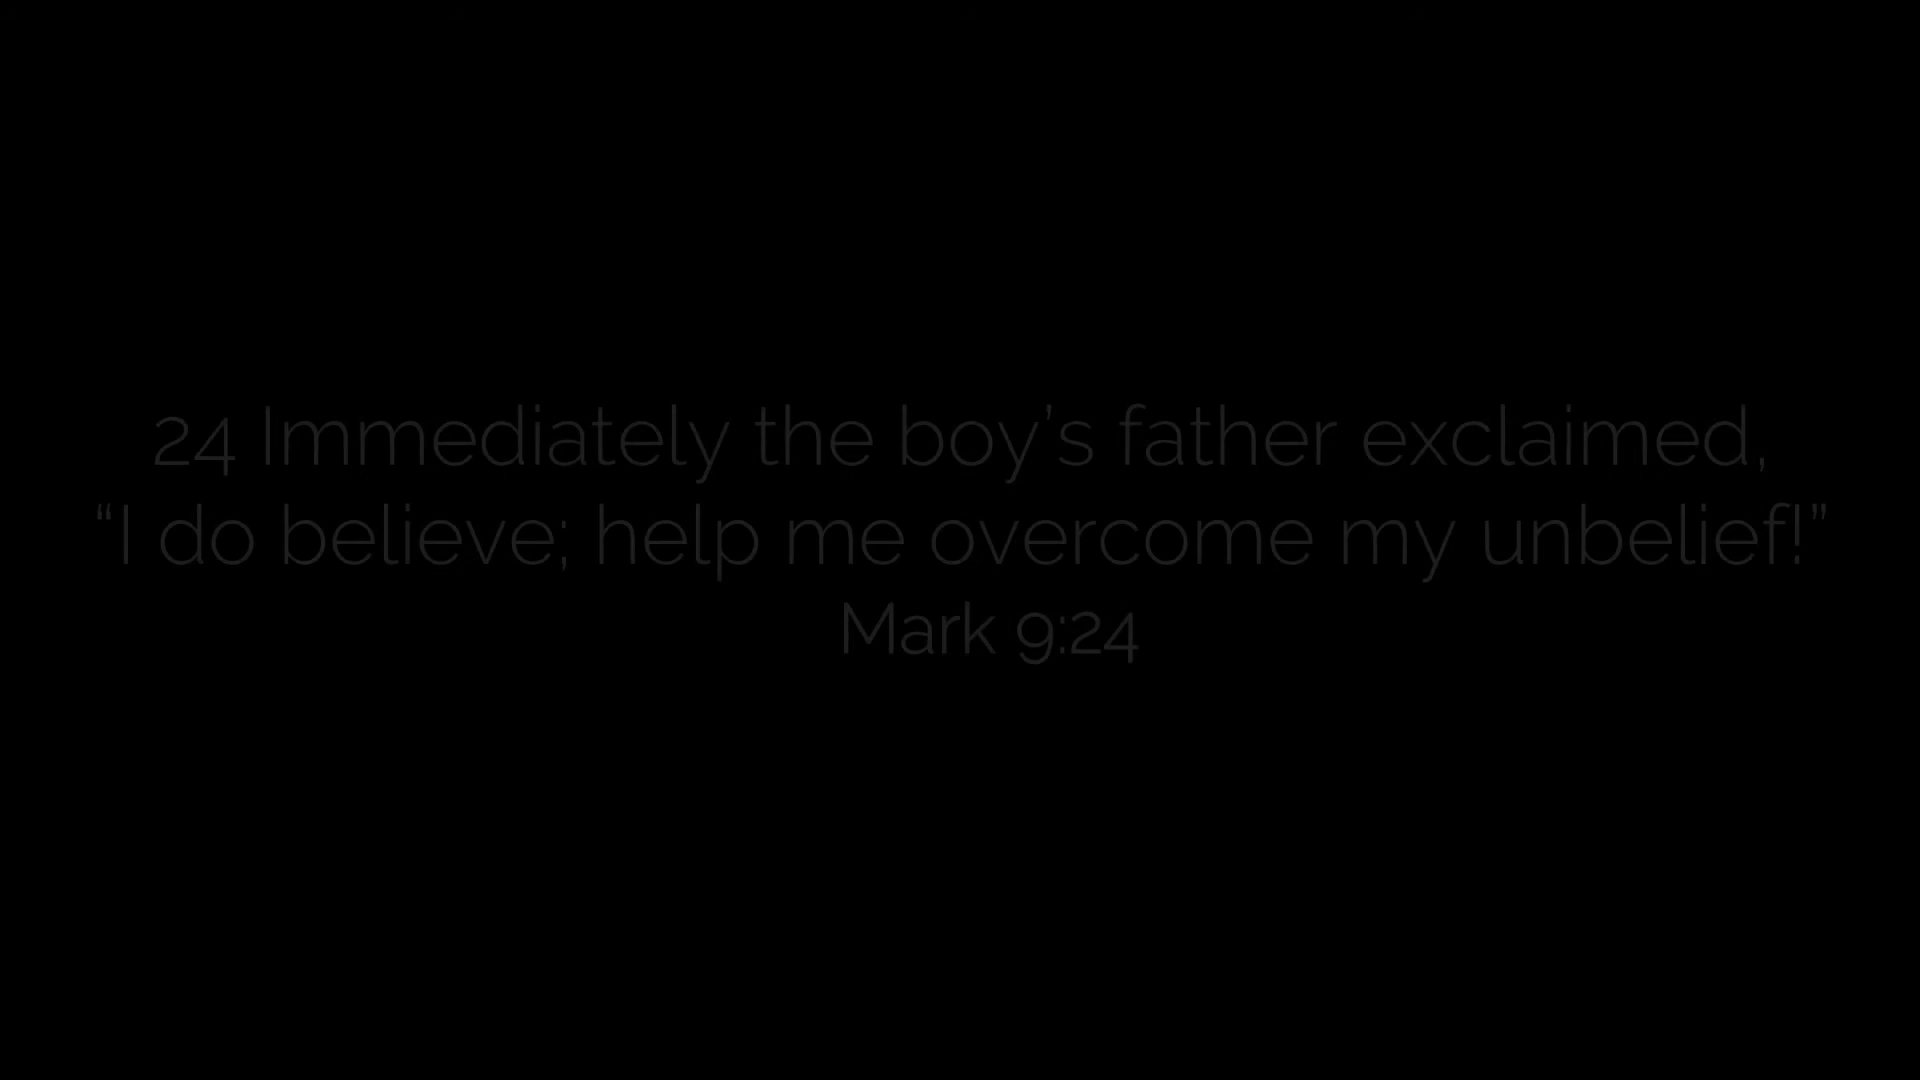 24 Immediately the boy’s father exclaimed,
“I do believe; help me overcome my unbelief!”
Mark 9:24